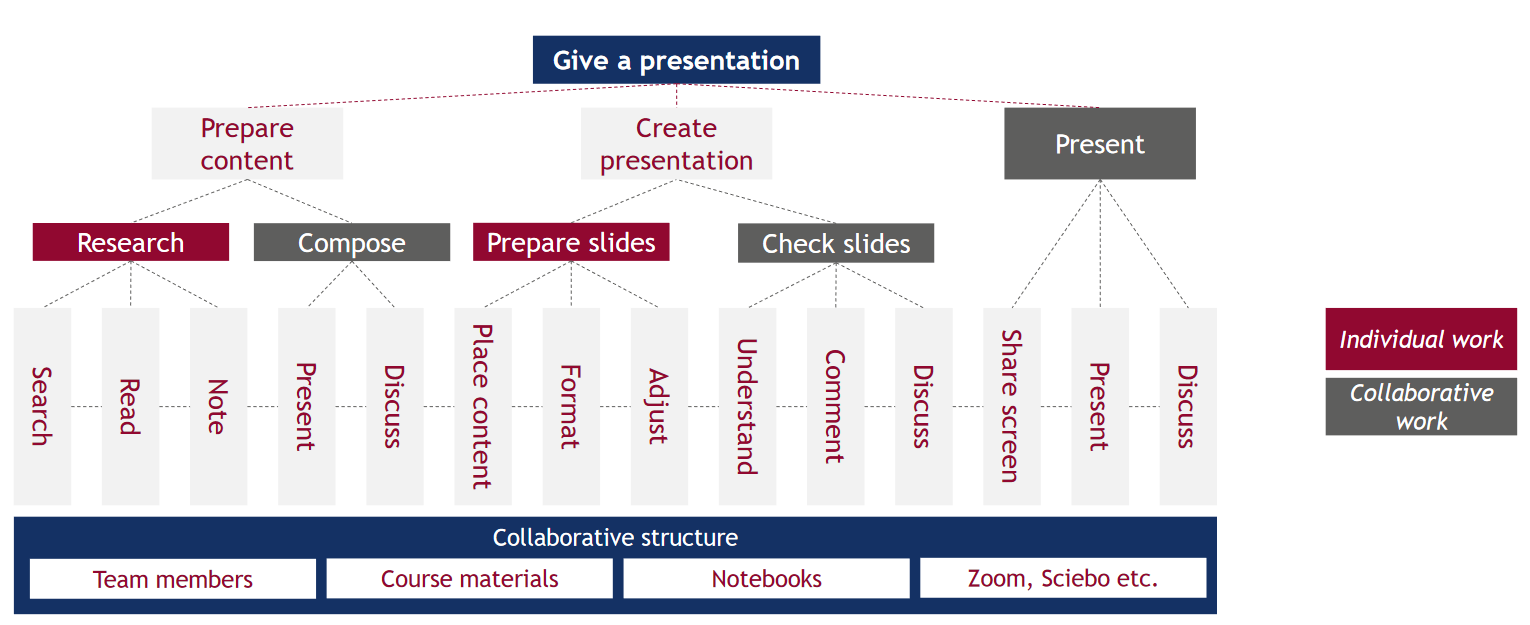 Give a presentation
Prepare
content
Create
presentation
Present
Research
Compose
Prepare slides
Check slides
Search
Read
Note
Present
Discuss
Place content
Format
Adjust
Understand
Comment
Discuss
Share screen
Present
Discuss
Individual work
Collaborative
work
Collaborative structure
Team members
Course materials
Notebooks
Zoom, Sciebo etc.